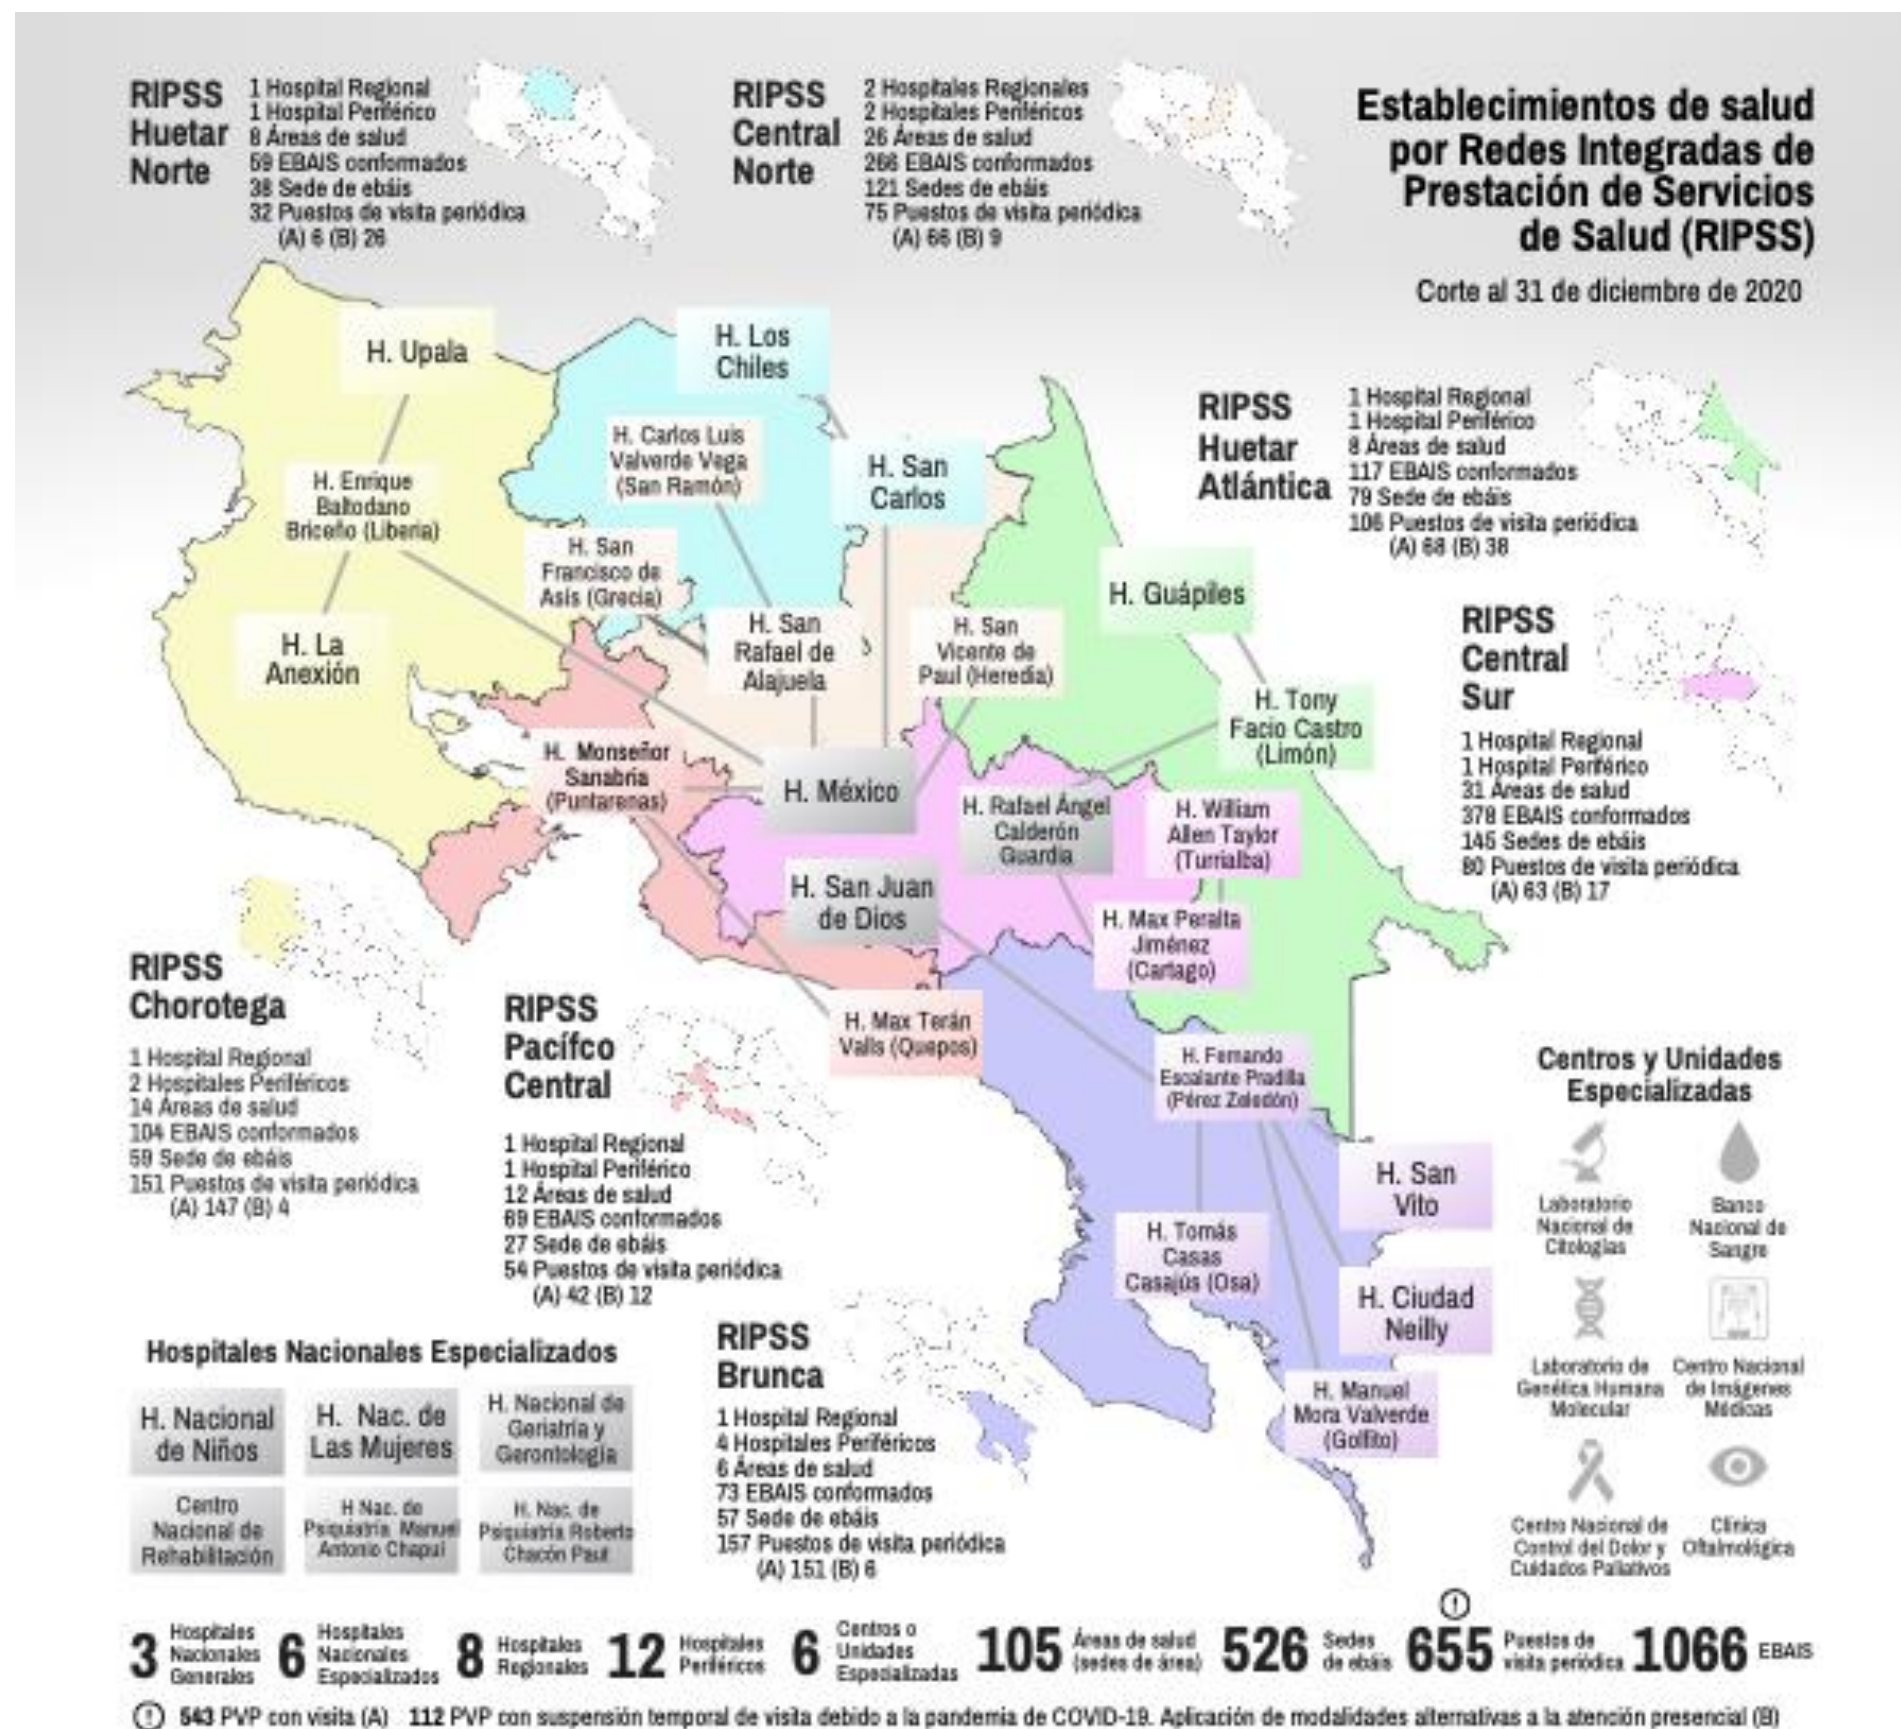 Establecimientos de salud
por Redes Integradas de
Prestación de Servicios
de Salud (RIPSS)
Corte al 31 de diciembre de 2020
RIPSS
Huetar
Norte
1 Hospital Regional
1 Hospital Periférico
8 Áreas de salud
59 EBAIS conformados
38 Sede de ebáis
32 Puestos de visita periódica
(A) 6 (B) 26
RIPSS
Central
Norte
2 Hospitales Regionales
2 Hospitales Periféricos
26 Áreas de salud
266 EBAIS conformados
121 Sedes de ebáis
75 Puestos de visita periódica
(A) 66 (B) 9
RIPSS
Huetar
Atlántica
1 Hospital Regional
1 Hospital Periférico
8 Áreas de salud
117 EBAIS conformados
79 Sede de ebáis
106 Puestos de visita periódica
(A) 68 (B) 38
RIPSS
Central
Sur
1 Hospital Regional
1 Hospital Periférico
31 Áreas de salud
378 EBAIS conformados
145 Sedes de ebáis
80 Puestos de visita periódica
(A) 63 (B) 17
H. Upala
H. Los
Chiles
H. Enrique
Baltodano
Briceño (Liberia)
H. Carlos Luis
Valverde Vega
(San Ramón)
H. San
Carlos
H. San
Francisco de
Asís (Grecia)
H. La
Anexión
H. San
Rafael de
Alajuela
H. San
Vicente de
Paul (Heredia)
H. Guápiles
H. Tony
Facio Castro
(Limón)
H. Monseñor
Sanabria
(Puntarenas)
H. México
H. Rafael Ángel
Calderón
Guardia
H. William
Allen Taylor
(Turrialba)
H. San Juan
de Dios
H. Max Peralta
Jiménez
(Cartago)
H. Max Terán
Valls (Quepos)
H. Fernando
Escalante Pradilla
(Pérez Zeledón)
H. San
Vito
H. Tomás
Casas
Casajús (Osa)
H. Ciudad
Neilly
H. Manuel
Mora Valverde
(Golfito)
RIPSS
Chorotega
1 Hospital Regional
2 Hospitales Periféricos
14 Áreas de salud
104 EBAIS conformados
59 Sede de ebáis
151 Puestos de visita periódica
(A) 147 (B) 4
RIPSS
Pacífco
Central
1 Hospital Regional
1 Hospital Periférico
12 Áreas de salud
69 EBAIS conformados
27 Sede de ebáis
54 Puestos de visita periódica
(A) 42 (B) 12
RIPSS
Brunca
1 Hospital Regional
4 Hospitales Periféricos
6 Áreas de salud
73 EBAIS conformados
57 Sede de ebáis
157 Puestos de visita periódica
(A) 151 (B) 6
Centros y Unidades
Especializadas
Laboratorio
Nacional de
Citologías
Banco
Nacional de
Sangre
Laboratorio de
Genética Humana
Molecular
Centro Nacional
de Imágenes
Médicas
Centro Nacional de
Control del Dolor y
Cuidados Paliativos
Clínica
Oftalmológica
Hospitales Nacionales Especializados
H. Nacional
de Niños
H. Nac. de
Las Mujeres
H. Nacional de
Geriatría y
Gerontología
Centro
Nacional de
Rehabilitación
H Nac. de
Psiquiatría Manuel
Antonio Chapuí
H. Nac. de
Psiquiatría Roberto
Chacón Paut
3 Hospitales
Nacionales
Generales
6 Hospitales
Nacionales
Especializados
8 Hospitales
Regionales
12 Hospitales
Periféricos
6 Centros o
Unidades
Especializadas
105 Áreas de salud
(sedes de área)
526 Sedes
de ebáis
655 Puestos de
visita periódica
1066 EBAIS
543 PVP con visita (A) 112 PVP con suspensión temporal de visita debido a la pandemia de COVID-19. Aplicación de modalidades alternativas a la atención presencial (B)